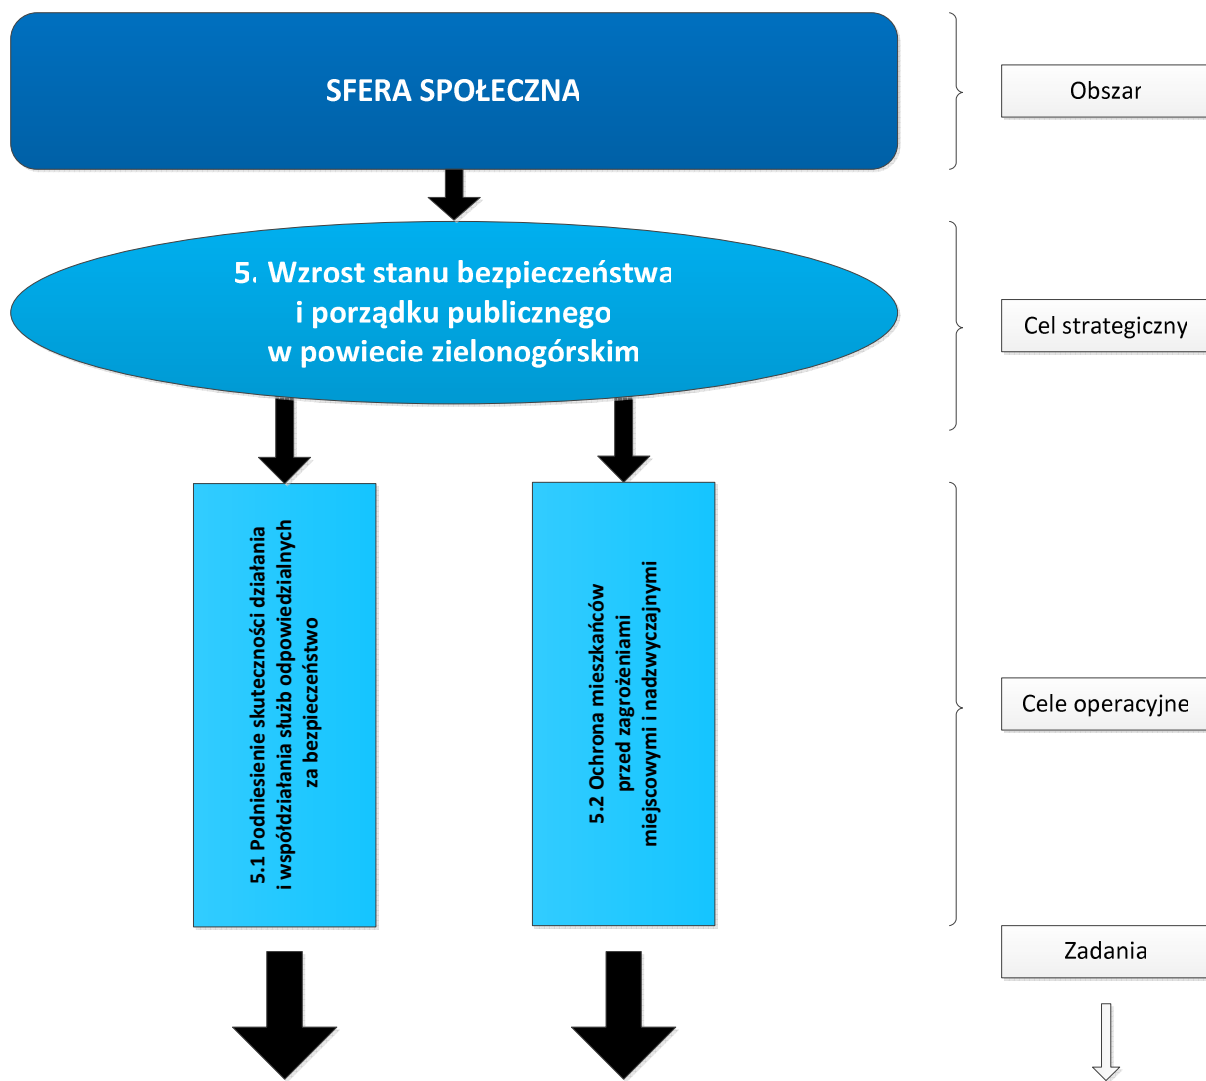 SFERA SPOŁECZNA
Obszar
5. Wzrost stanu bezpieczeństwa
i porządku publicznego
w powiecie zielonogórskim
Cel strategiczny
5.1 Podniesienie skuteczności działania
i współdziałania służb odpowiedzialnych
za bezpieczeństwo
5.2 Ochrona mieszkańców
przed zagrożeniami
miejscowymi i nadzwyczajnymi
Cele operacyjne
Zadania